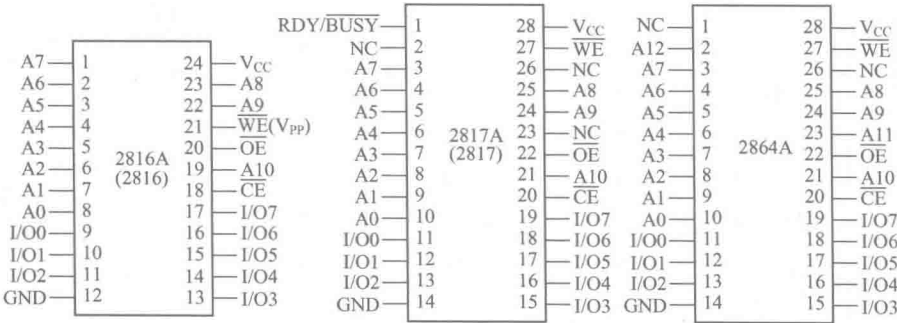 A7 1 24 VCC
A6 2 23 A8
A5 3 22 A9
A4 4 21 WE(VPP)
A3 5 20 OE
A2 6 19 A10
A1 7 18 CE
A0 8 17 I/O7
I/O0 9 16 I/O6
I/O1 10 15 I/O5
I/O2 11 14 I/O4
GND 12 13 I/O3
2816A
(2816)
RDY/BUSY 1 28 VCC
NC 2 27 WE
A7 3 26 NC
A6 4 25 A8
A5 5 24 A9
A4 6 23 NC
A3 7 22 OE
A2 8 21 A10
A1 9 20 CE
A0 10 19 I/O7
I/O0 11 18 I/O6
I/O1 12 17 I/O5
I/O2 13 16 I/O4
GND 14 15 I/O3
2817A
(2817)
NC 1 28 VCC
A12 2 27 WE
A7 3 26 NC
A6 4 25 A8
A5 5 24 A9
A4 6 23 A11
A3 7 22 OE
A2 8 21 A10
A1 9 20 CE
A0 10 19 I/O7
I/O0 11 18 I/O6
I/O1 12 17 I/O5
I/O2 13 16 I/O4
GND 14 15 I/O3
2864A